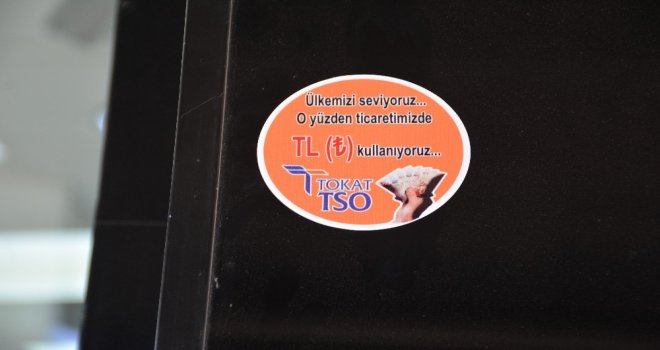 Ülkemizi seviyoruz...
O yüzden ticaretimizde
TL (₺) kullanıyoruz...
TOKAT
TSO